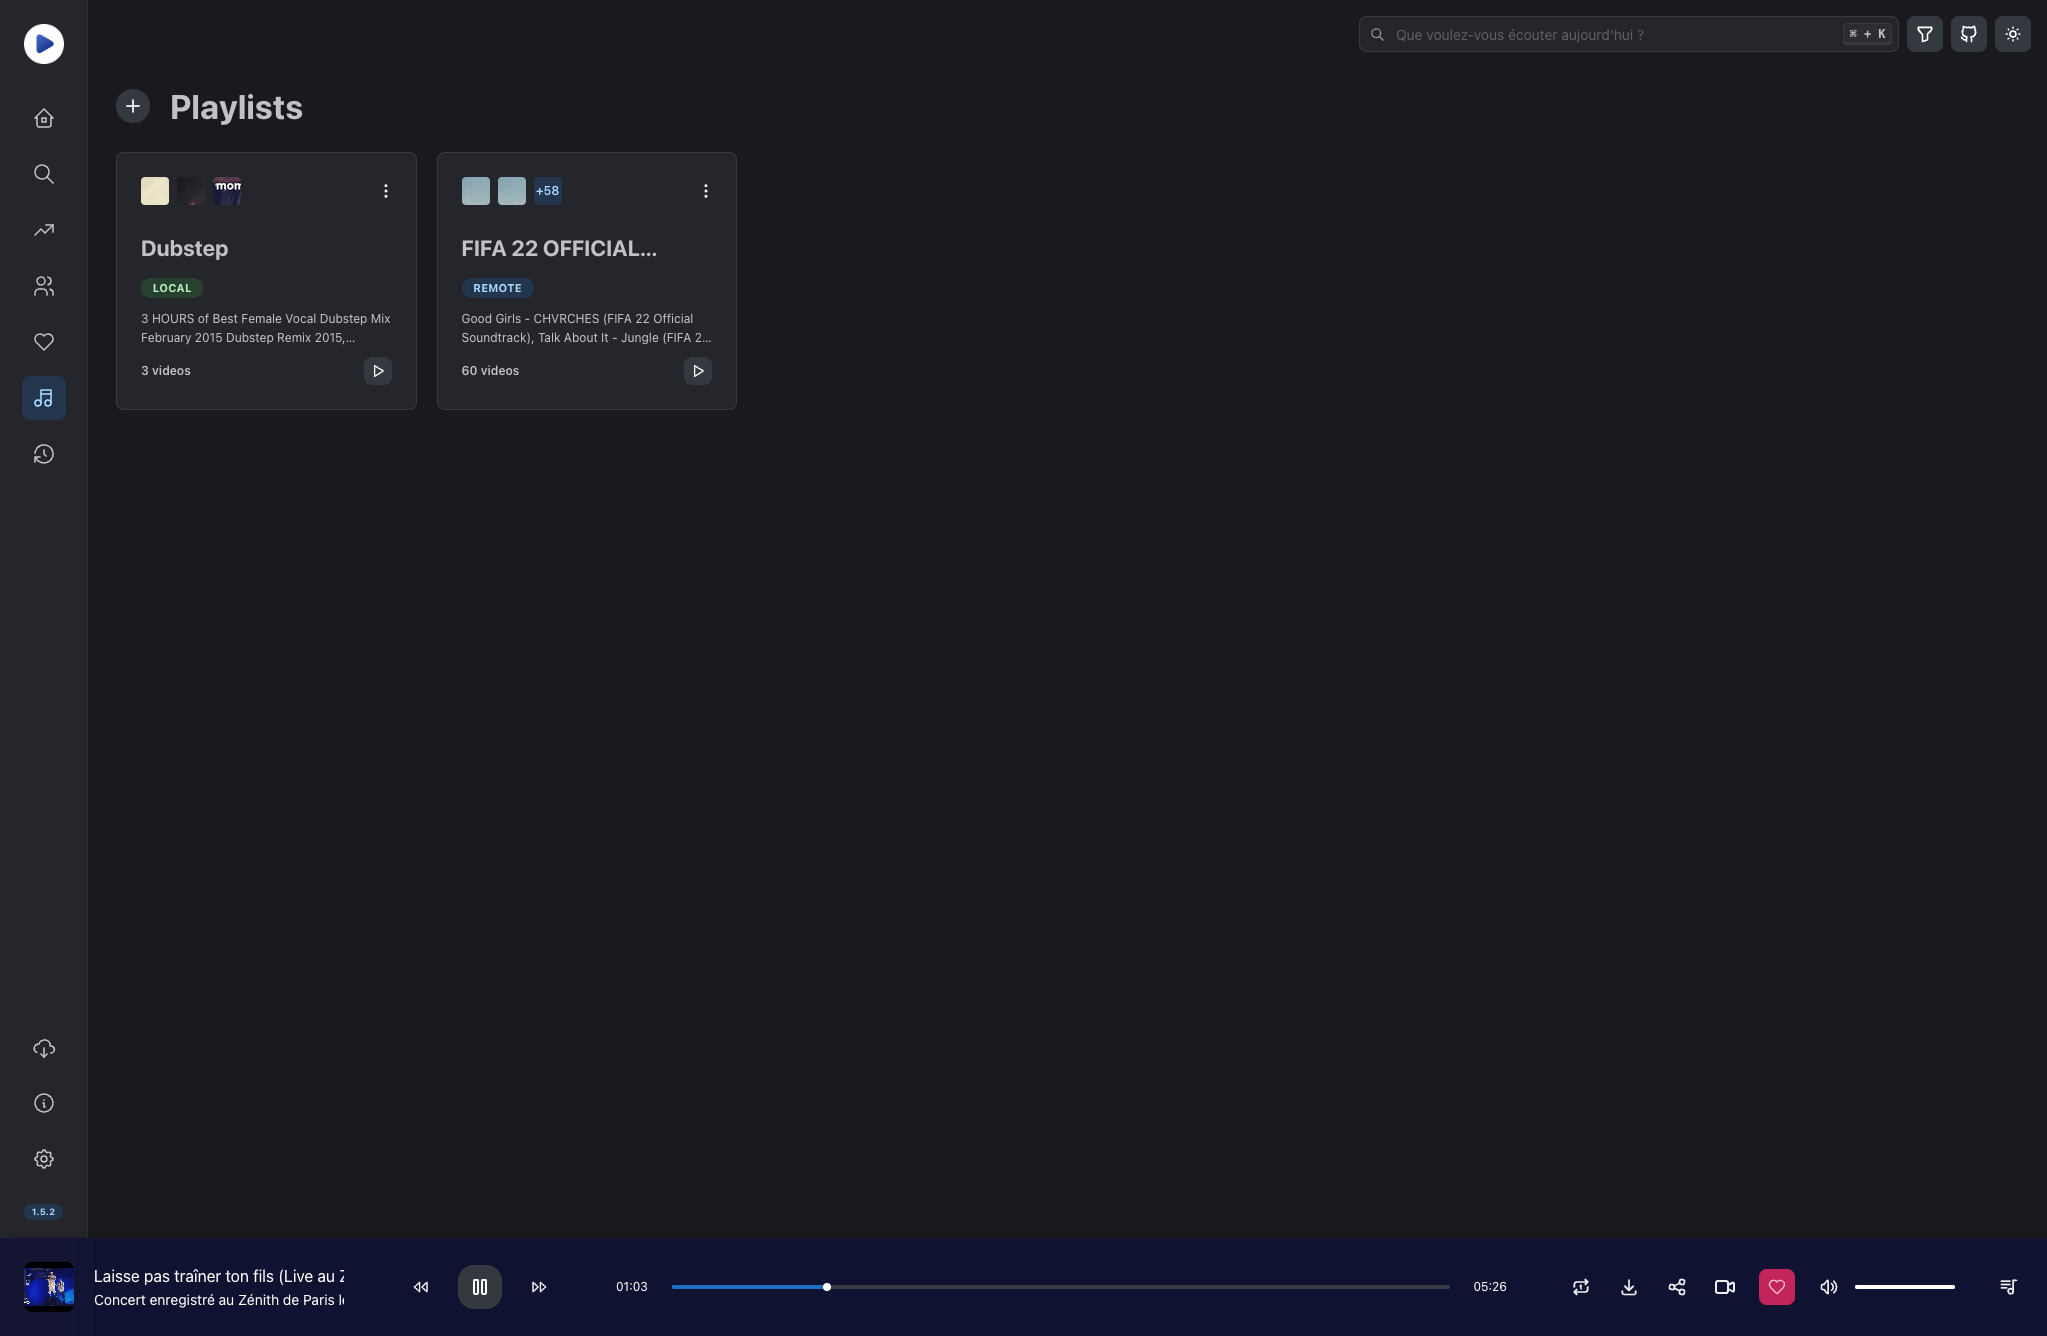 Que voulez-vous écouter aujourd'hui ?
⌘ + K
Playlists
mom
+58
Dubstep
FIFA 22 OFFICIAL...
LOCAL
REMOTE
3 HOURS of Best Female Vocal Dubstep Mix
February 2015 Dubstep Remix 2015,...
Good Girls - CHVRCHES (FIFA 22 Official
Soundtrack), Talk About It - Jungle (FIFA 2...
3 videos
60 videos
1.5.2
Laisse pas traîner ton fils (Live au Z
Concert enregistré au Zénith de Paris le
01:03
05:26